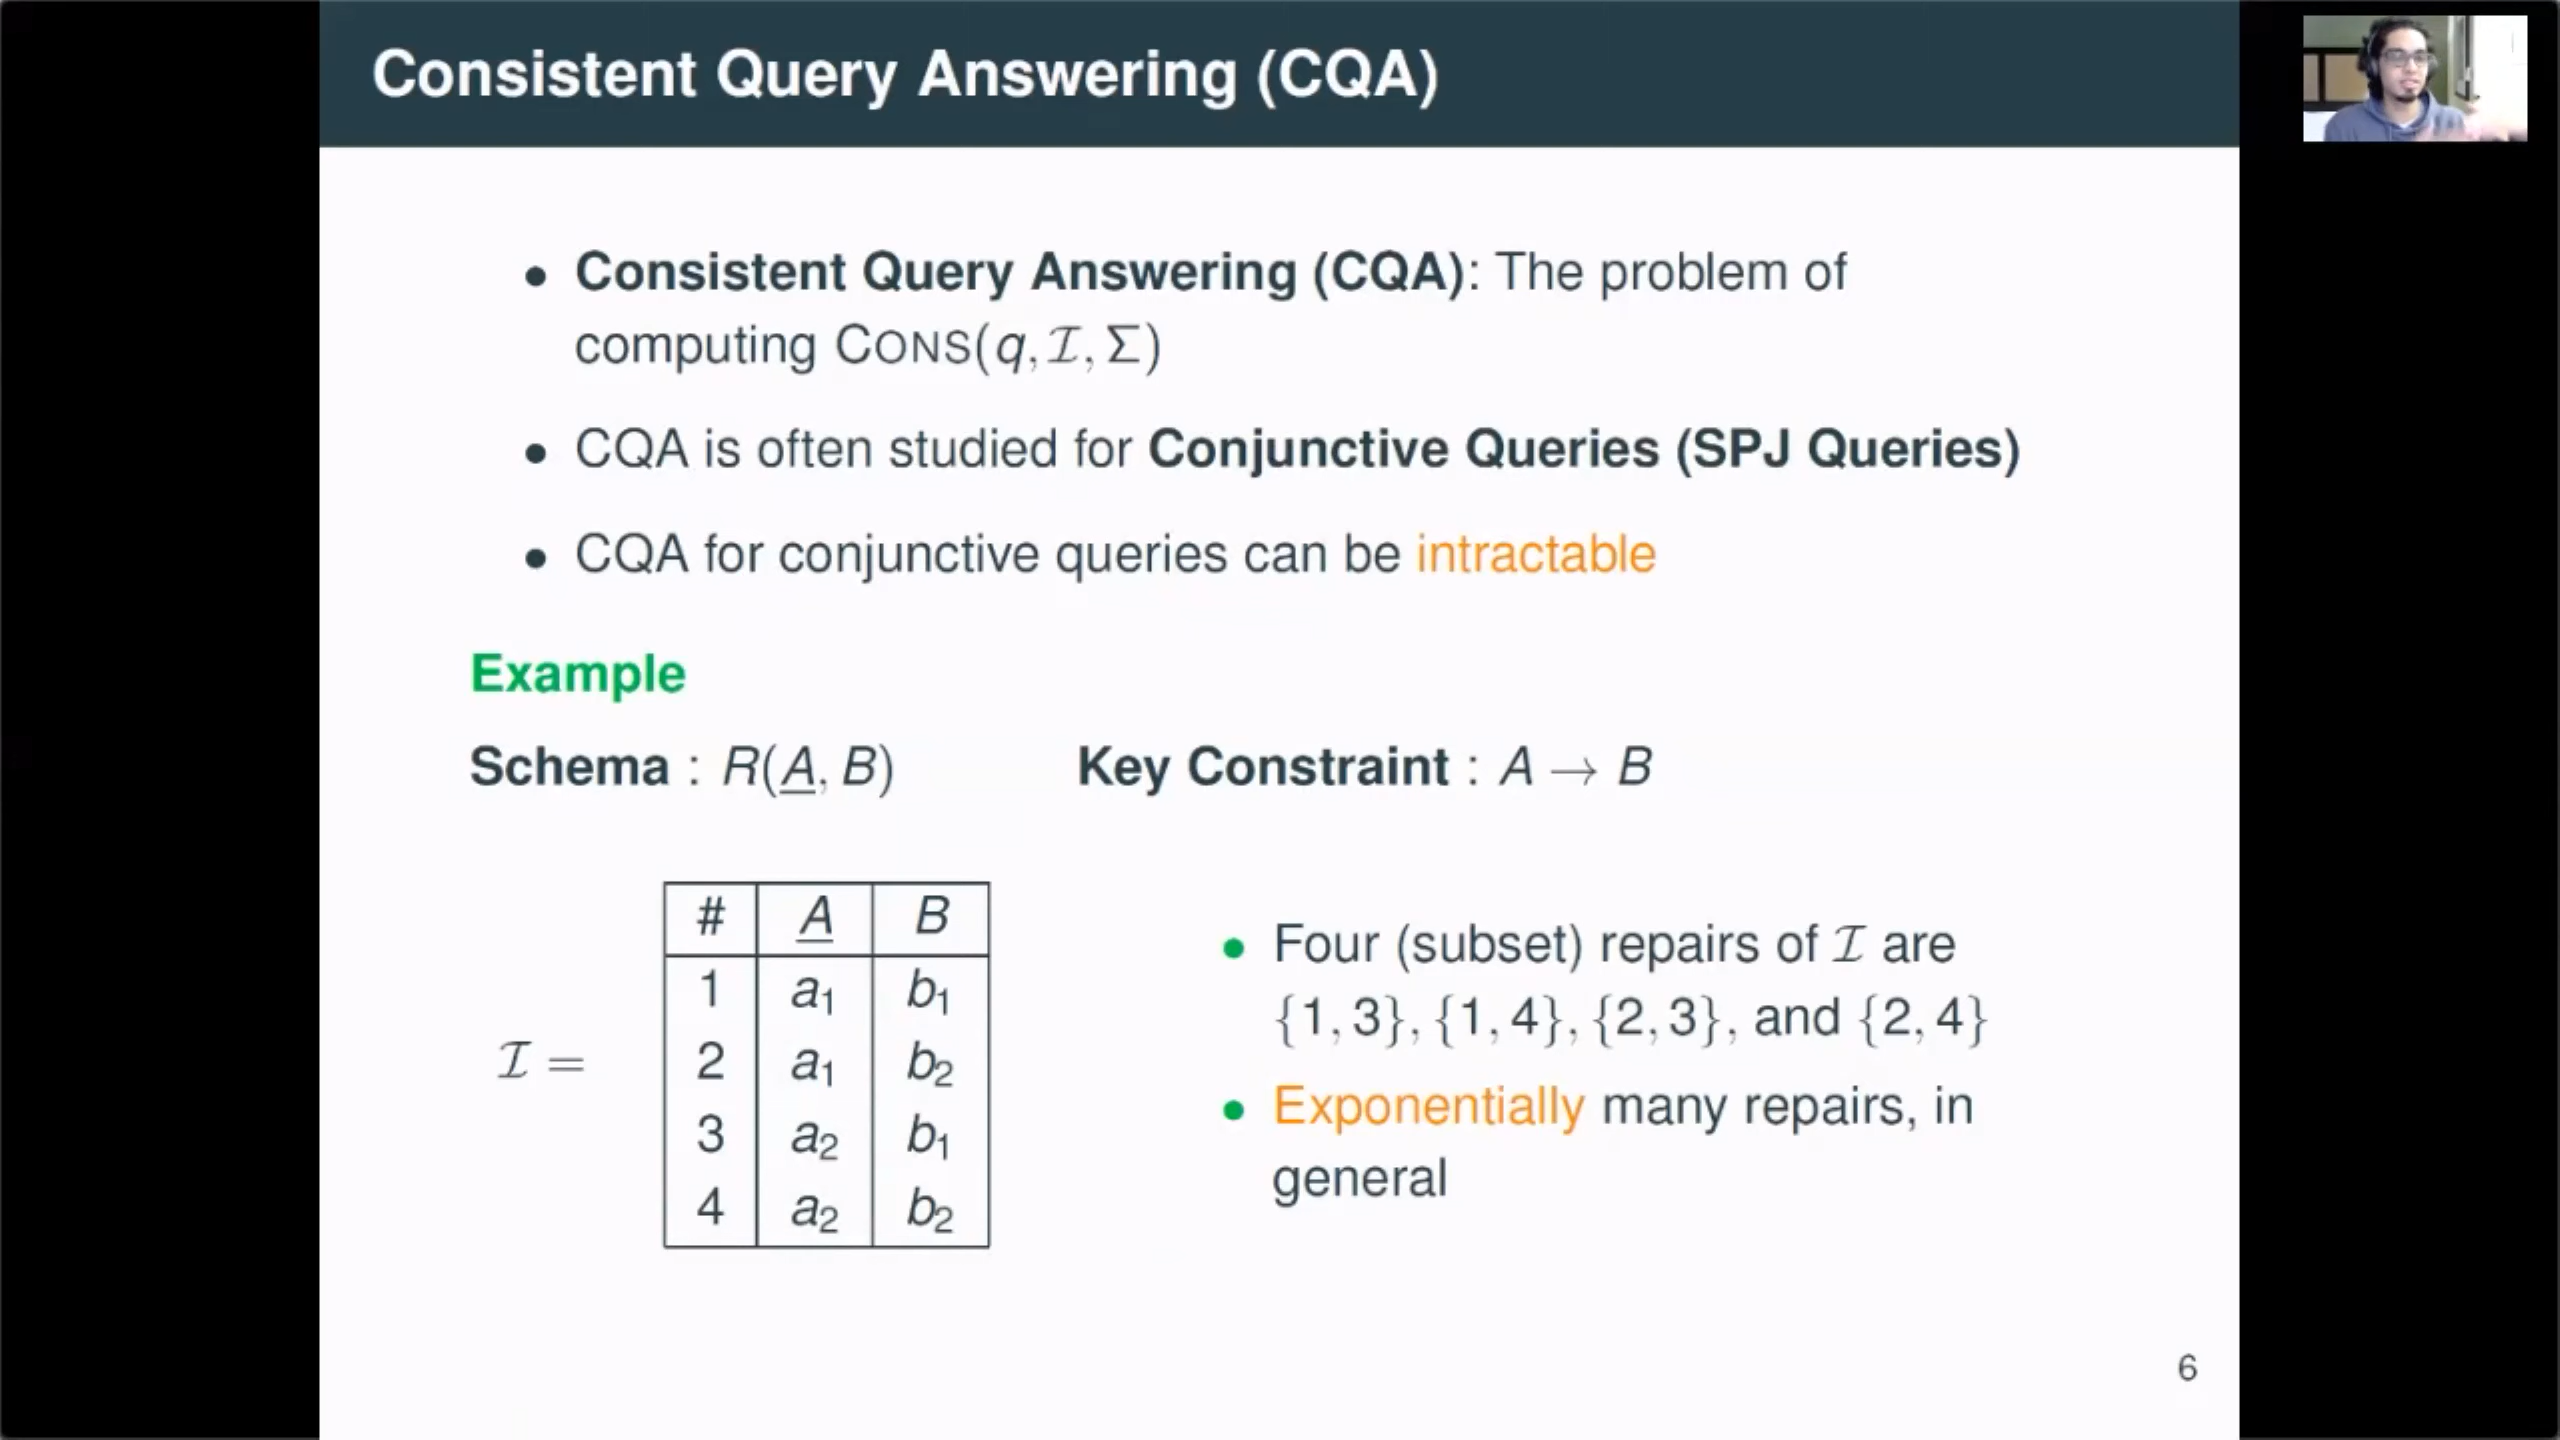 Consistent Query Answering (CQA)
• Consistent Query Answering (CQA): The problem of
computing CONS(q, 𝓘, Σ)
• CQA is often studied for Conjunctive Queries (SPJ Queries)
• CQA for conjunctive queries can be intractable
Example
Schema : R(A, B) Key Constraint : A → B
# A B
1 a₁ b₁
2 a₁ b₂
3 a₂ b₁
4 a₂ b₂
𝓘 =
• Four (subset) repairs of 𝓘 are
{1, 3}, {1, 4}, {2, 3}, and {2, 4}
• Exponentially many repairs, in
general
6